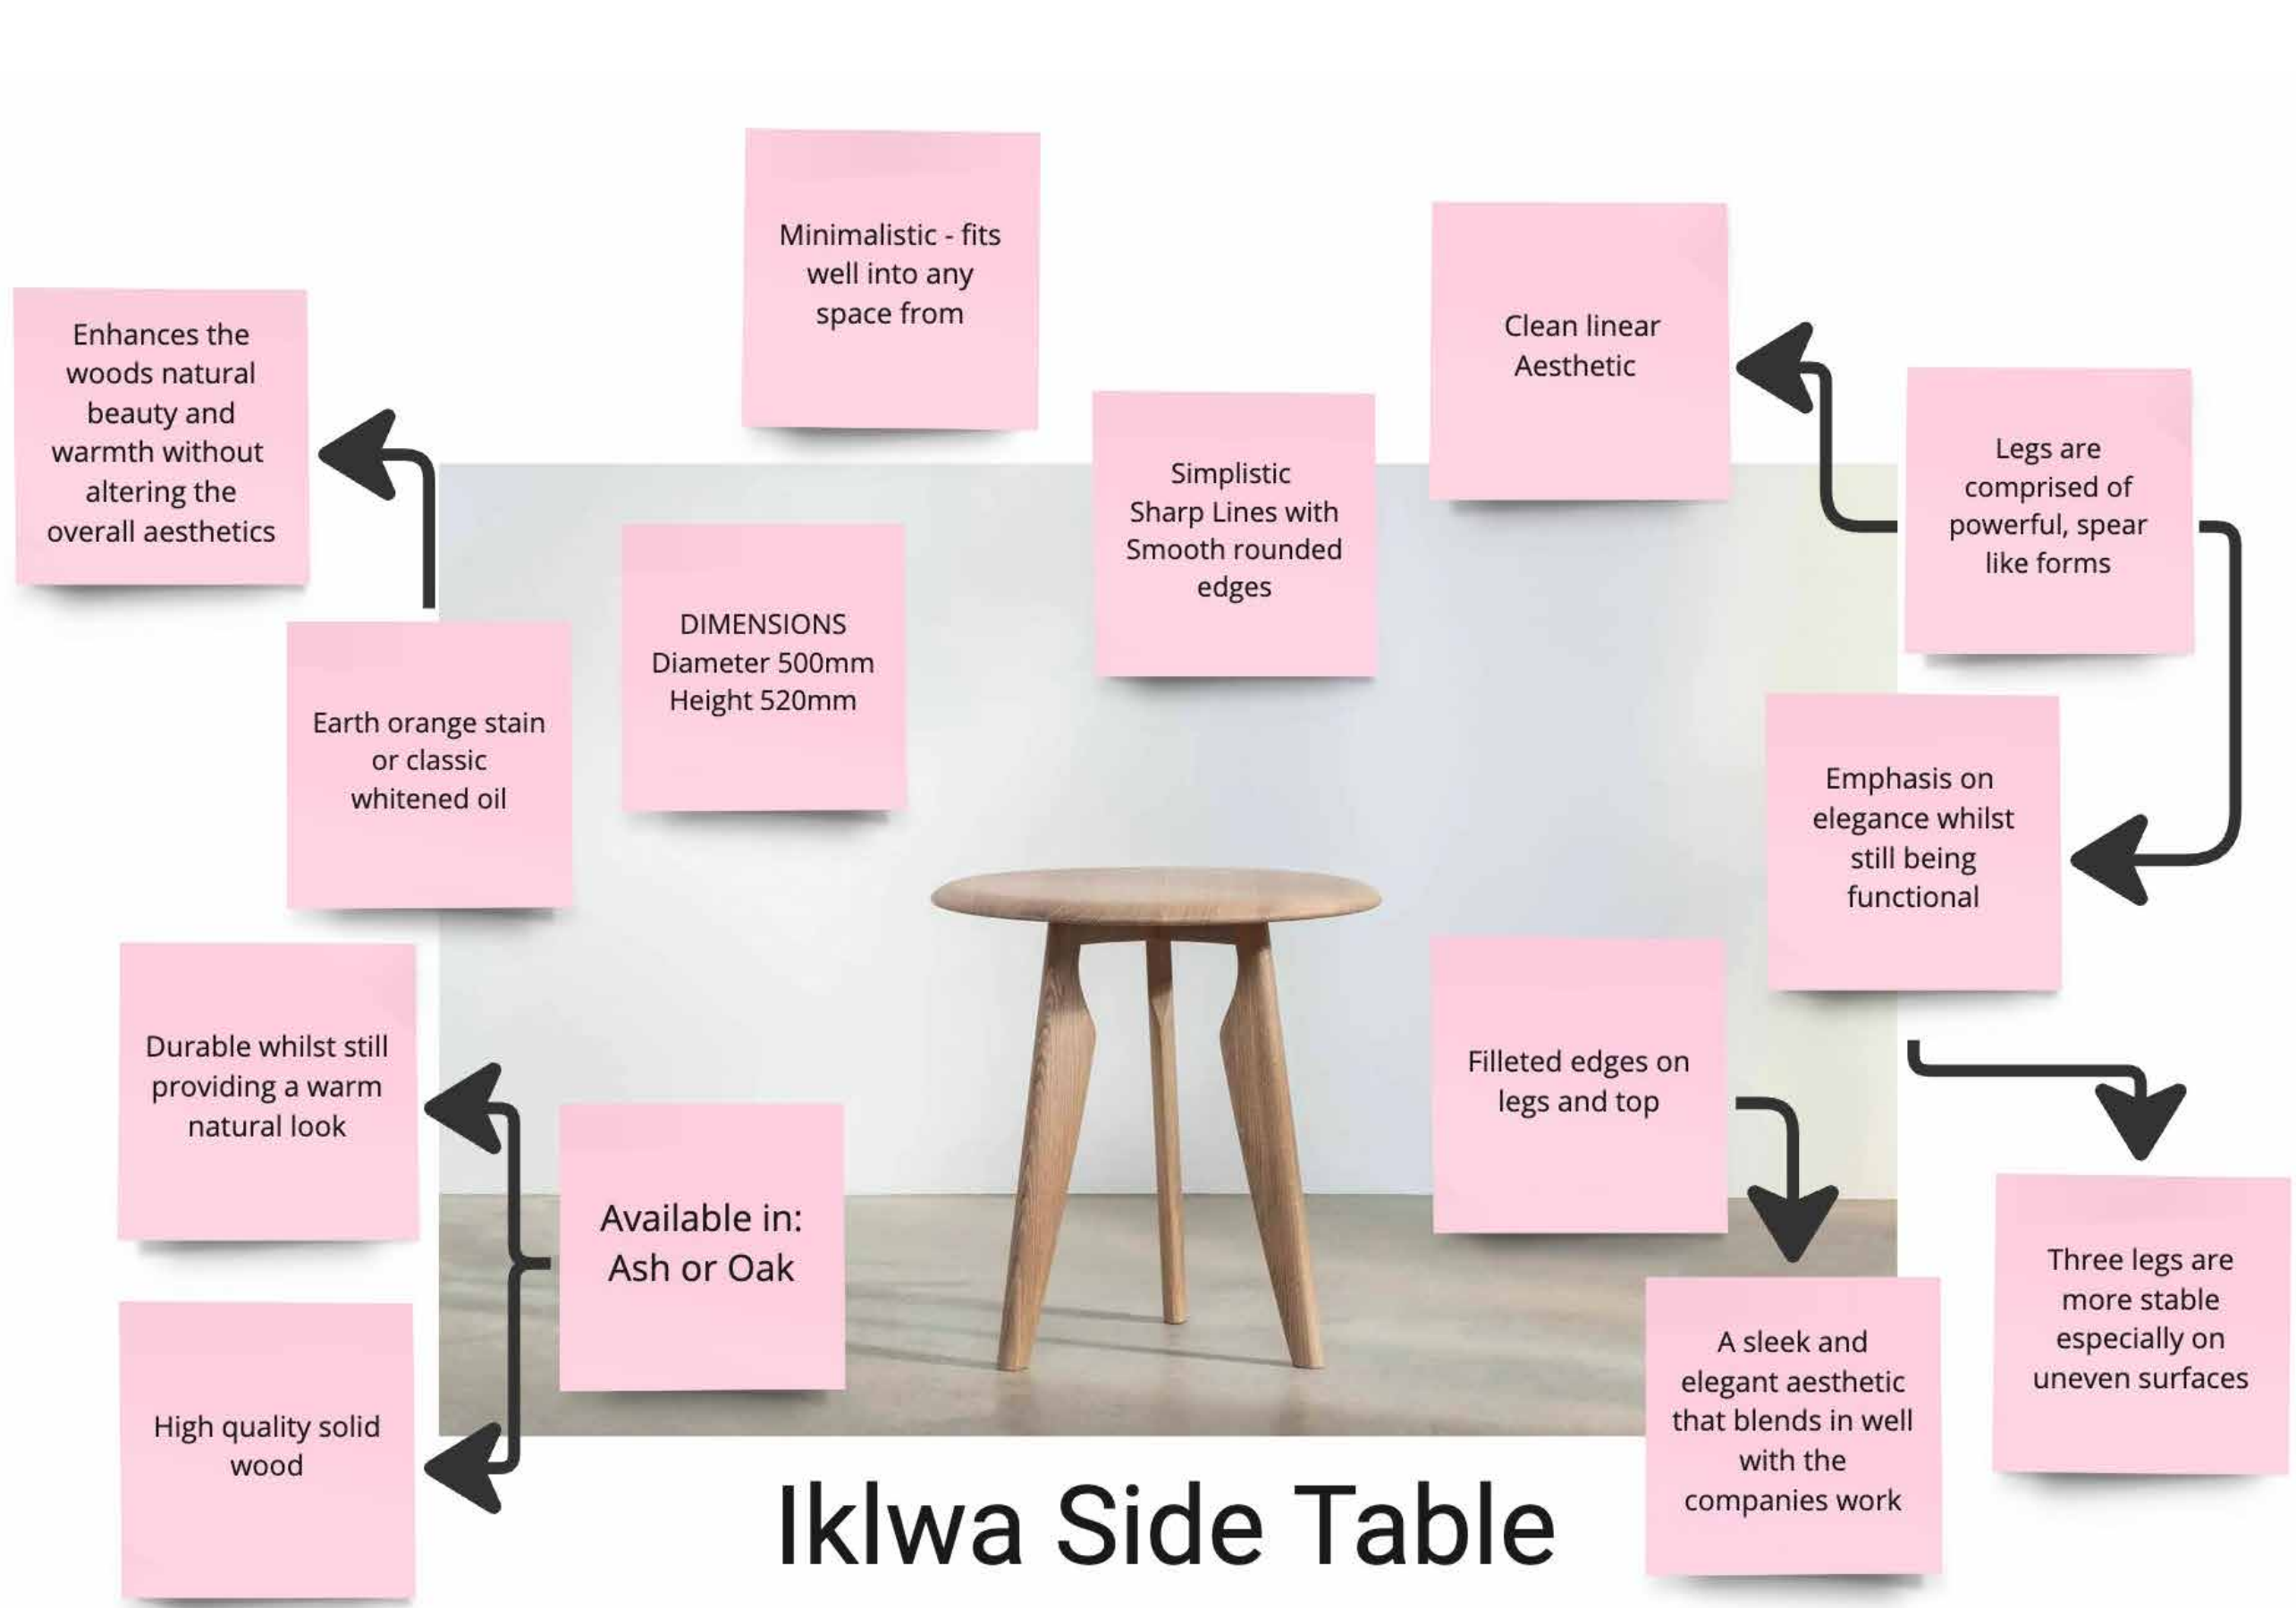 Minimalistic - fits
well into any
space from
Clean linear
Aesthetic
Enhances the
woods natural
beauty and
warmth without
altering the
overall aesthetics
Simplistic
Sharp Lines with
Smooth rounded
edges
Legs are
comprised of
powerful, spear
like forms
DIMENSIONS
Diameter 500mm
Height 520mm
Earth orange stain
or classic
whitened oil
Emphasis on
elegance whilst
still being
functional
Durable whilst still
providing a warm
natural look
Filleted edges on
legs and top
Available in:
Ash or Oak
Three legs are
more stable
especially on
uneven surfaces
A sleek and
elegant aesthetic
that blends in well
with the
companies work
High quality solid
wood
Iklwa Side Table